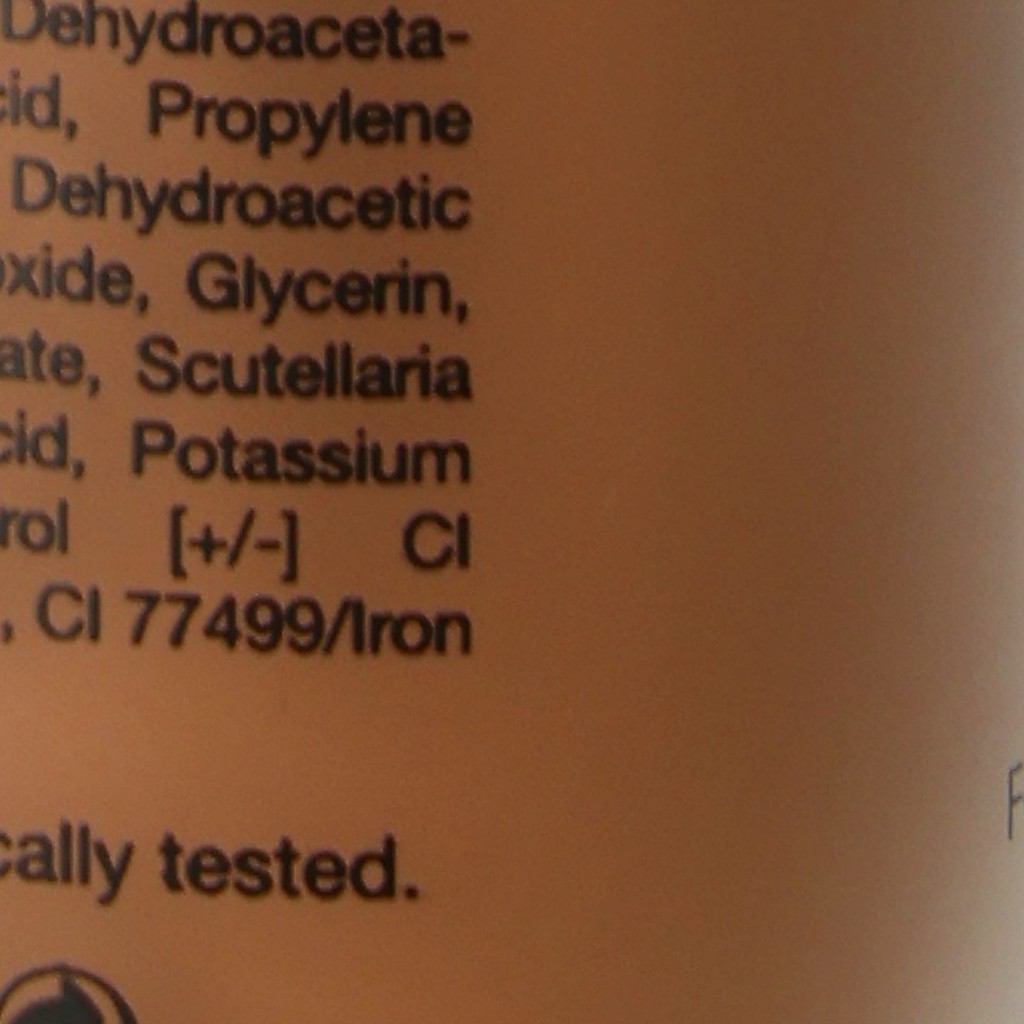 Dehydroaceta-
cid, Propylene
Dehydroacetic
oxide, Glycerin,
ate, Scutellaria
cid, Potassium
rol [+/-] CI
, CI 77499/Iron
cally tested.
F